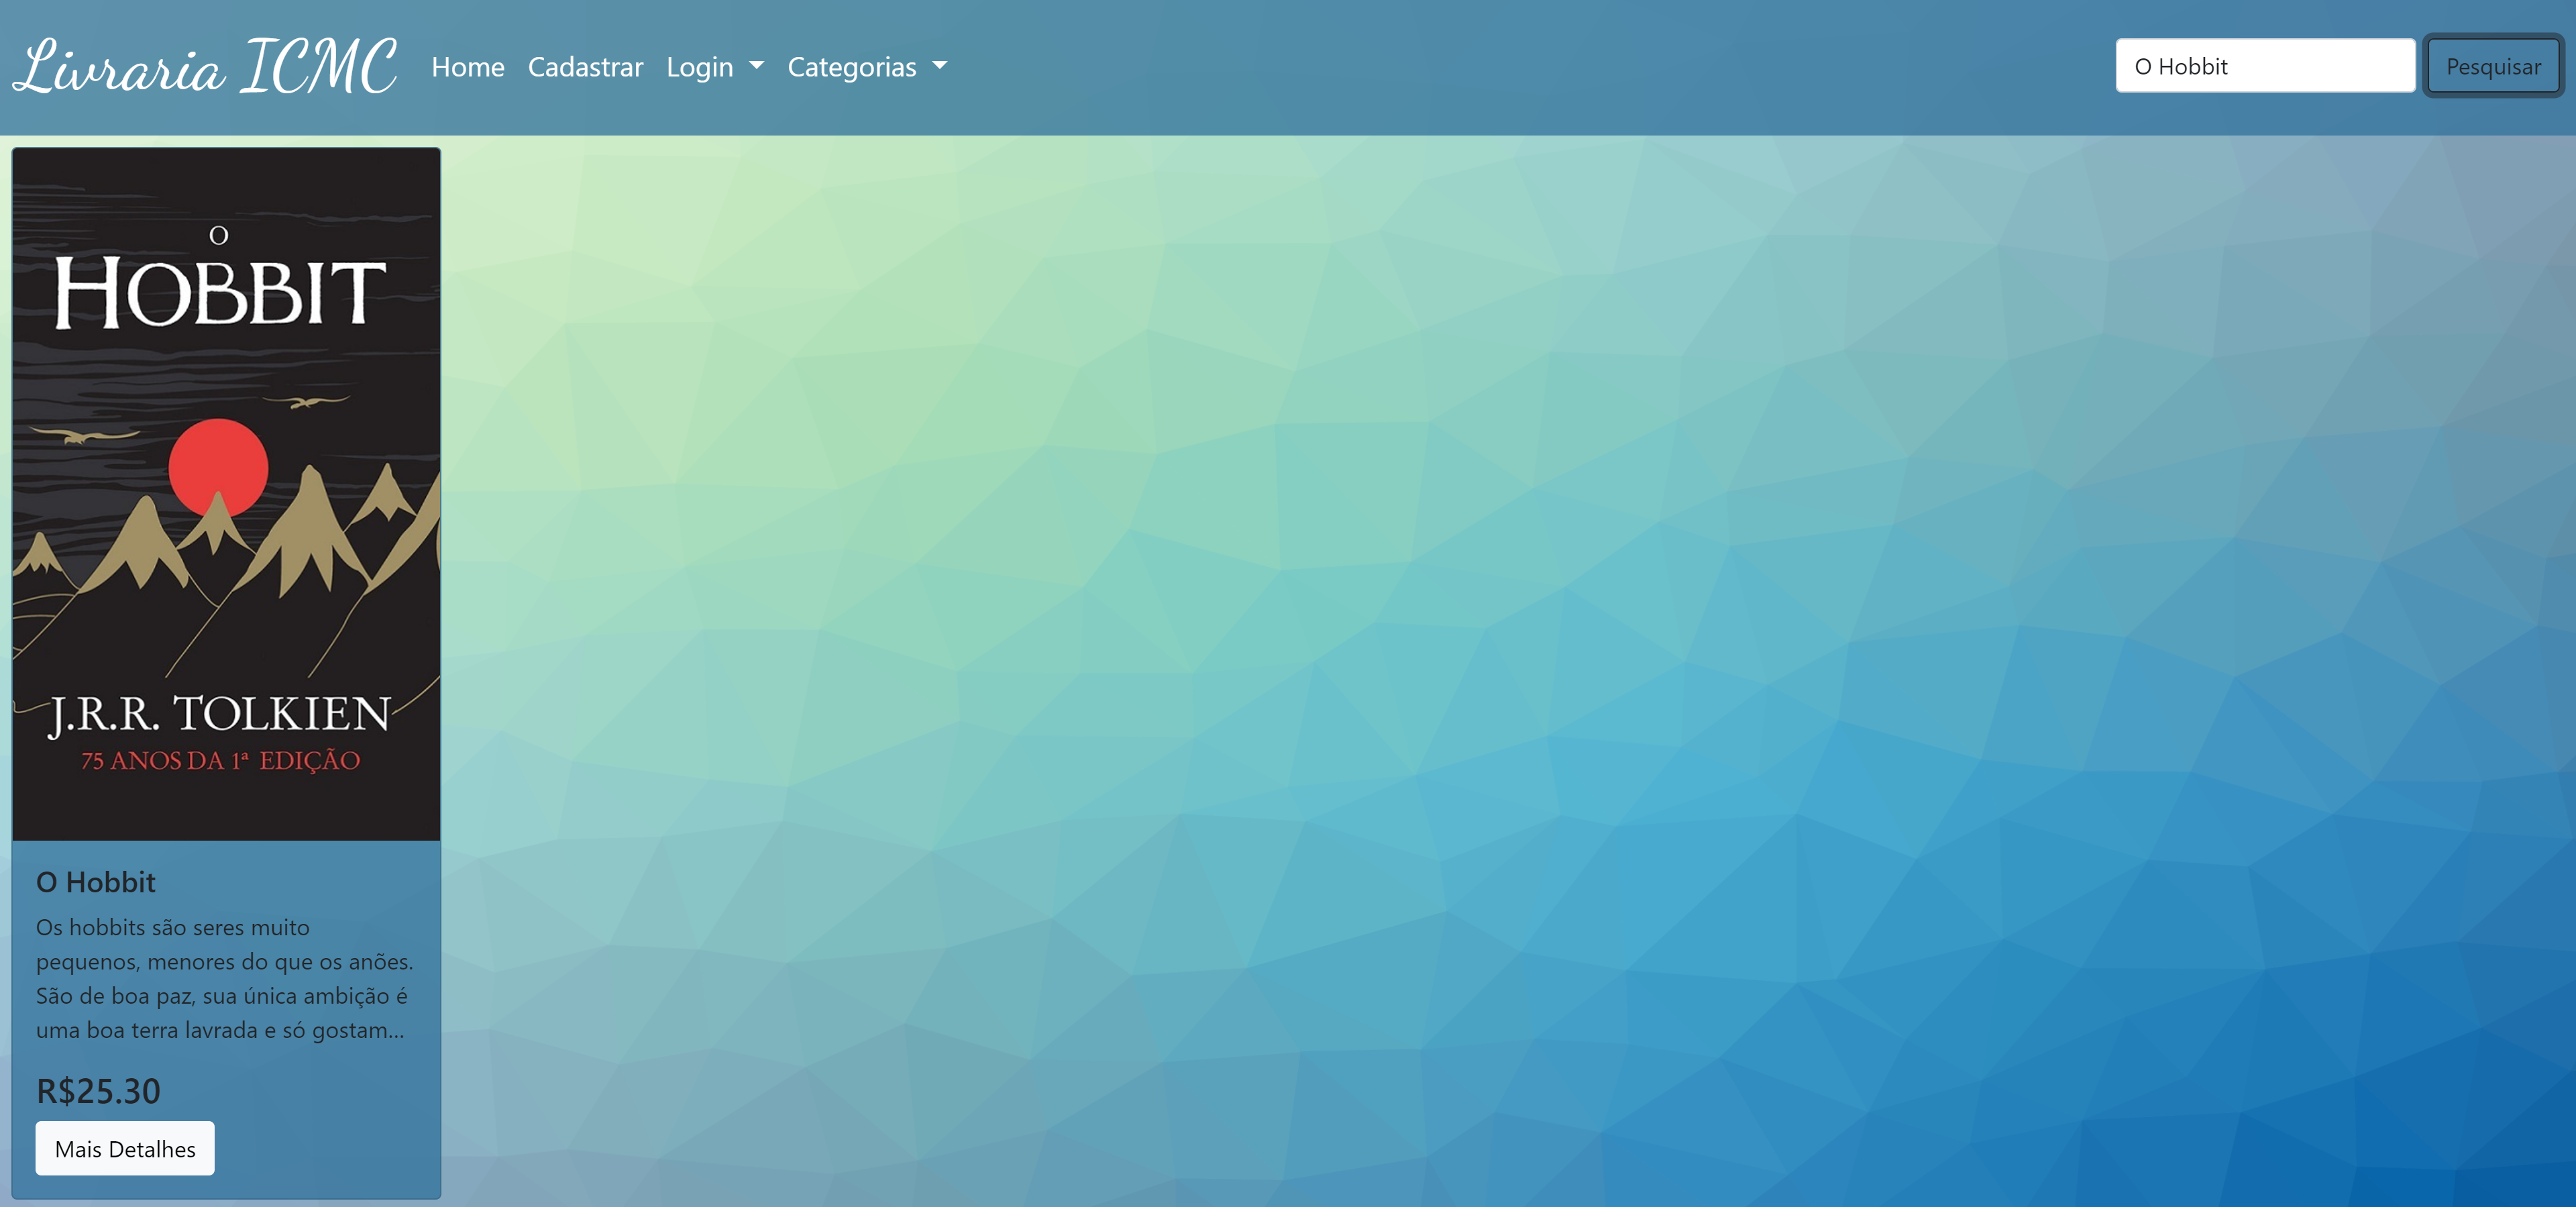 Livraria ICMC
Home
Cadastrar
Login
Categorias
O Hobbit
Pesquisar
O
HOBBIT
J.R.R. TOLKIEN
75 ANOS DA 1ª EDIÇÃO
O Hobbit
Os hobbits são seres muito
pequenos, menores do que os anões.
São de boa paz, sua única ambição é
uma boa terra lavrada e só gostam...
R$25.30
Mais Detalhes